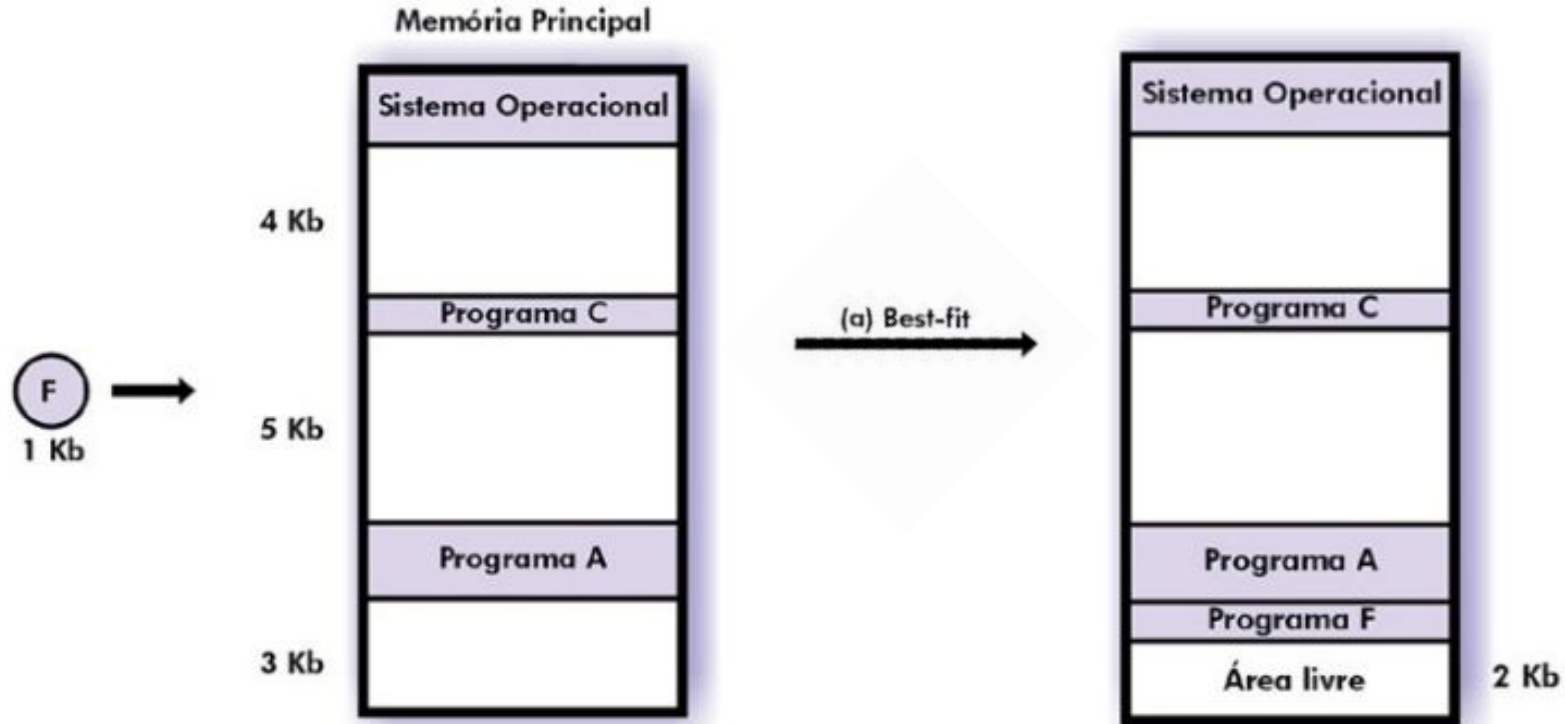 Memória Principal
Sistema Operacional
4 Kb
Programa C
F
1 Kb
5 Kb
Programa A
3 Kb
(a) Best-fit
Sistema Operacional
Programa C
Programa A
Programa F
Área livre
2 Kb